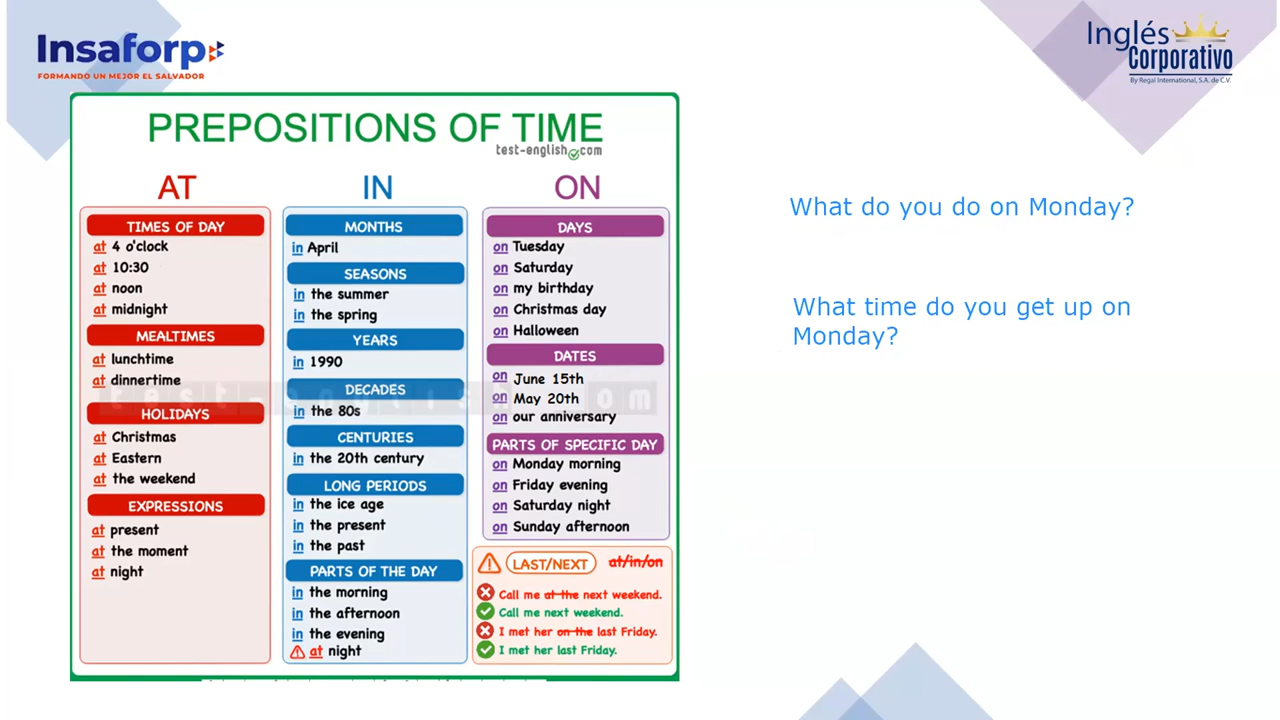 Insaforp
FORMANDO UN MEJOR EL SALVADOR
Inglés
Corporativo
By Regal International, S.A. de C.V.
PREPOSITIONS OF TIME
test-english.com
AT
TIMES OF DAY
at 4 o'clock
at 10:30
at noon
at midnight
MEALTIMES
at lunchtime
at dinnertime
HOLIDAYS
at Christmas
at Eastern
at the weekend
EXPRESSIONS
at present
at the moment
at night
IN
MONTHS
in April
SEASONS
in the summer
in the spring
YEARS
in 1990
DECADES
in the 80s
CENTURIES
in the 20th century
LONG PERIODS
in the ice age
in the present
in the past
PARTS OF THE DAY
in the morning
in the afternoon
in the evening
at night
ON
DAYS
on Tuesday
on Saturday
on my birthday
on Christmas day
on Halloween
DATES
on June 15th
on May 20th
on our anniversary
PARTS OF SPECIFIC DAY
on Monday morning
on Friday evening
on Saturday night
on Sunday afternoon
LAST/NEXT at/in/on
Call me at the next weekend.
Call me next weekend.
I met her on the last Friday.
I met her last Friday.
test-english.com
What do you do on Monday?
What time do you get up on
Monday?